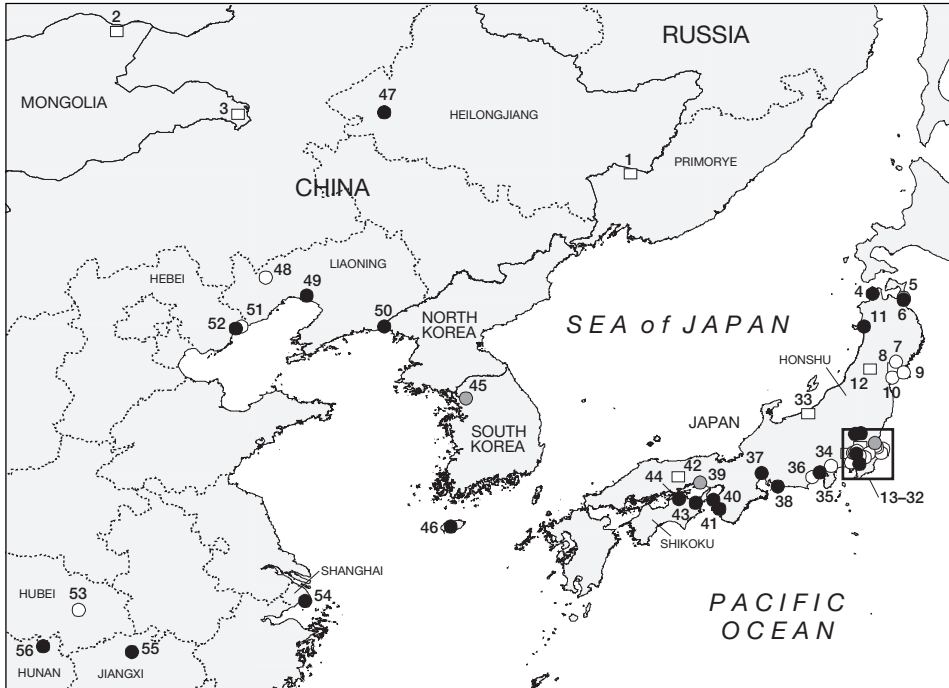 2
RUSSIA
MONGOLIA
47
3
HEILONGJIANG
1
PRIMORYE
CHINA
48
LIAONING
HEBEI
49
4
5
6
51
52
50
NORTH
KOREA
SEA of JAPAN
11
7
8
9
HONSHU
12
10
45
33
JAPAN
SOUTH
KOREA
42
44
39
37
36
34
35
38
40
13–32
43
41
46
SHIKOKU
SHANGHAI
HUBEI
53
54
PACIFIC
OCEAN
56
55
HUNAN
JIANGXI